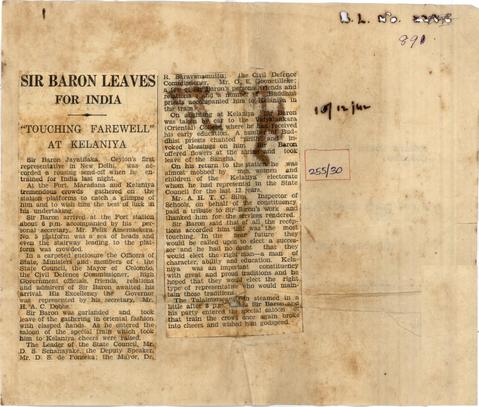 891
SIR BARON LEAVES
FOR INDIA
"TOUCHING FAREWELL"
AT KELANIYA
Sir Baron Jayatilaka, Ceylon's first
representative in New Delhi, was ac-
corded a rousing send-off when he en-
trained for India last night.
At the Fort, Maradana and Kelaniya
tremendous crowds gathered on the
station platforms to catch a glimpse of
him and to wish him the best of luck in
his undertaking.
Sir Baron arrived at the Fort station
about 6 p.m. accompanied by his per-
sonal secretary, Mr. Felix Abeynaekera.
No. 5 platform was a sea of heads and
even the stairway leading to the plat-
form was crowded.
In a carpeted enclosure the Officers of
State, Ministers and members of the
State Council, the Mayor of Colombo,
the Civil Defence Commissioner, high
Government officials, friends, relations
and admirers of Sir Baron, awaited his
arrival. His Excellency the Governor
was represented by his secretary, Mr.
H. A. C. Dobbs.
Sir Baron was garlanded and took
leave of the gathering in oriental fashion
with clasped hands. As he entered the
saloon of the special train which took
him to Kelaniya cheers were raised.
The Leader of the State Council, Mr.
D. S. Senanayake, the Deputy Speaker,
Mr. D. S. de Fonseka; the Mayor, Dr.
R. Saravanamuttu; the Civil Defence
Commissioner, Mr. O. E. Goonetilleke;
Baron's personal friends and
and a number of Buddhist
priests accompanied him to Kelaniya in
the train.
On arriving at Kelaniya Sir Baron
was taken by car to the
(Oriental) College where he had received
his early education. A number of Bud-
dhist priests chanted "pirith" and in-
voked blessings on him. Sir Baron
offered flowers at the and took
leave of the Sangha.
On his return to the station he was
almost mobbed by men, women and
children of the Kelaniya electorate
whom he had represented in the State
Council for the last 12 years.
Mr. A. H. T. C. Inspector of
Schools, on behalf of the constituency
paid a tribute to Sir Baron's work and
thanked him for the services rendered.
Sir Baron said that of all the recep-
tions accorded him was the most
touching. In the near future they
would be called upon to elect a succes-
sor and he had no doubt that they
would elect the right man—a man of
character, ability and education. Kela-
niya was an important constituency
with great and proud traditions and he
hoped that they would elect the right
type of representative who would main-
tain those traditions.
The Talaimannar steamed in a
little after 8 p.m. Sir Baron and
his party entered the special saloon
that train the crowd once again broke
into cheers and wished him godspeed.
10/12/42
255/30